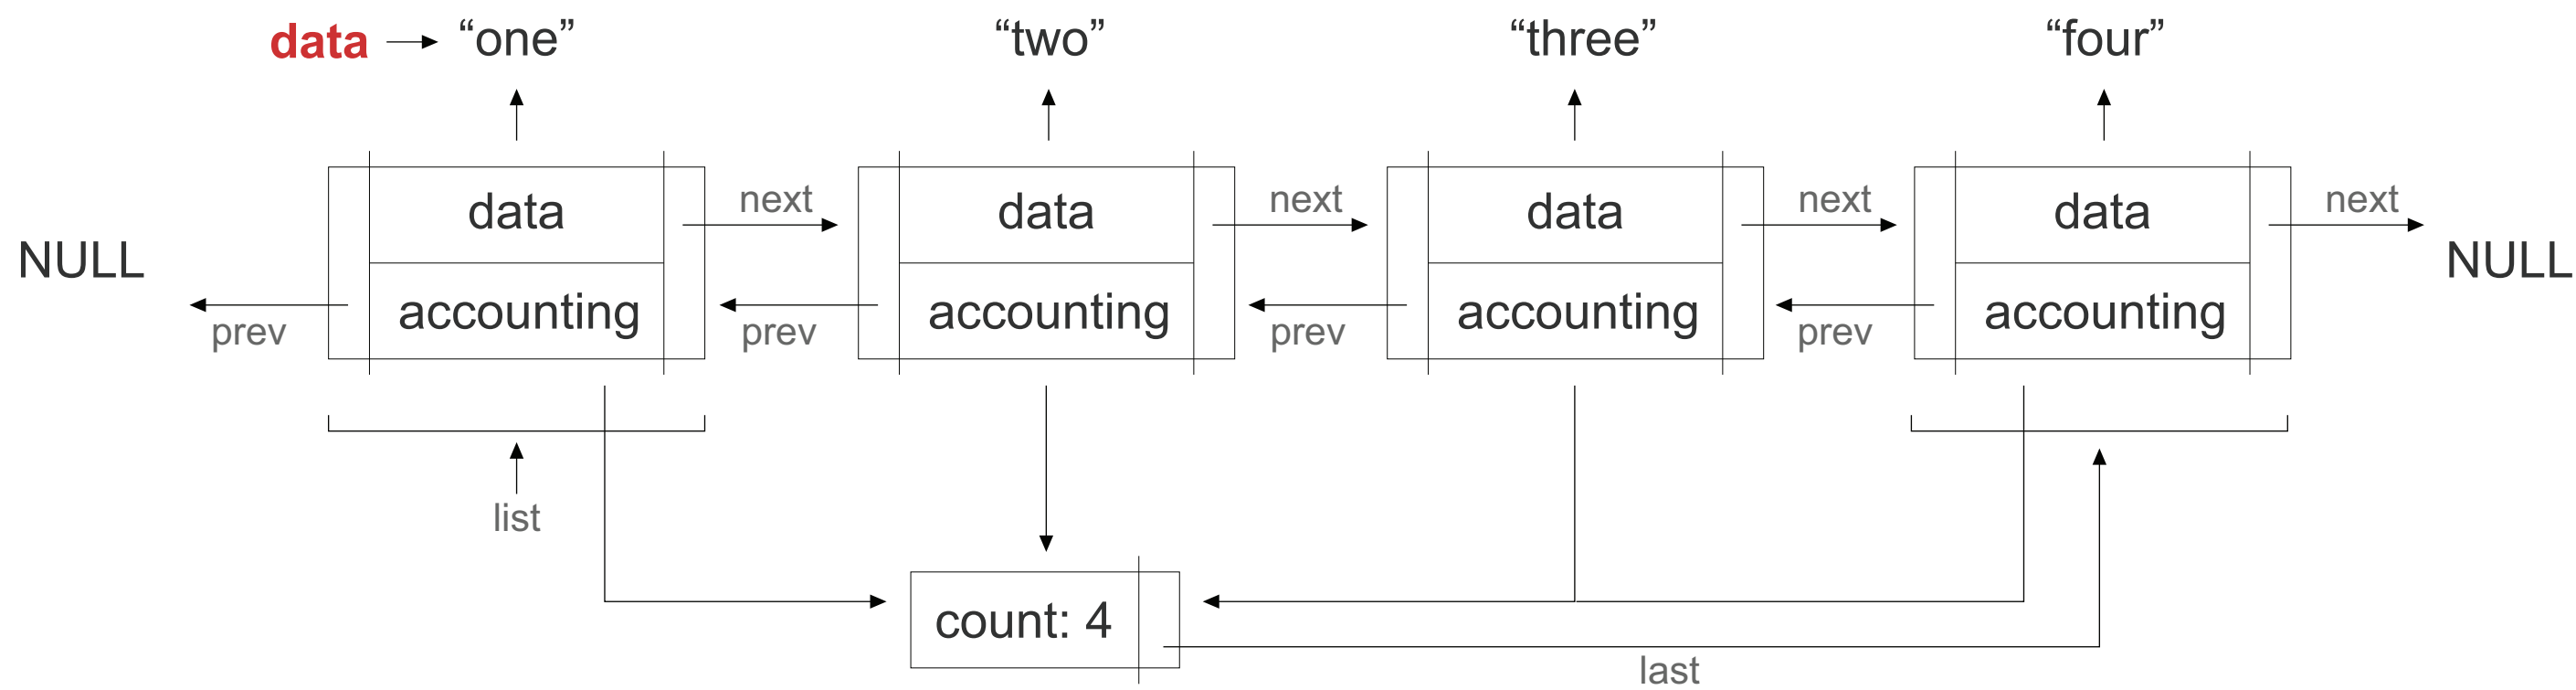 data “one” “two” “three” “four”
data next data next data next data next
NULL NULL
accounting accounting accounting accounting
prev prev prev prev
list
count: 4
last